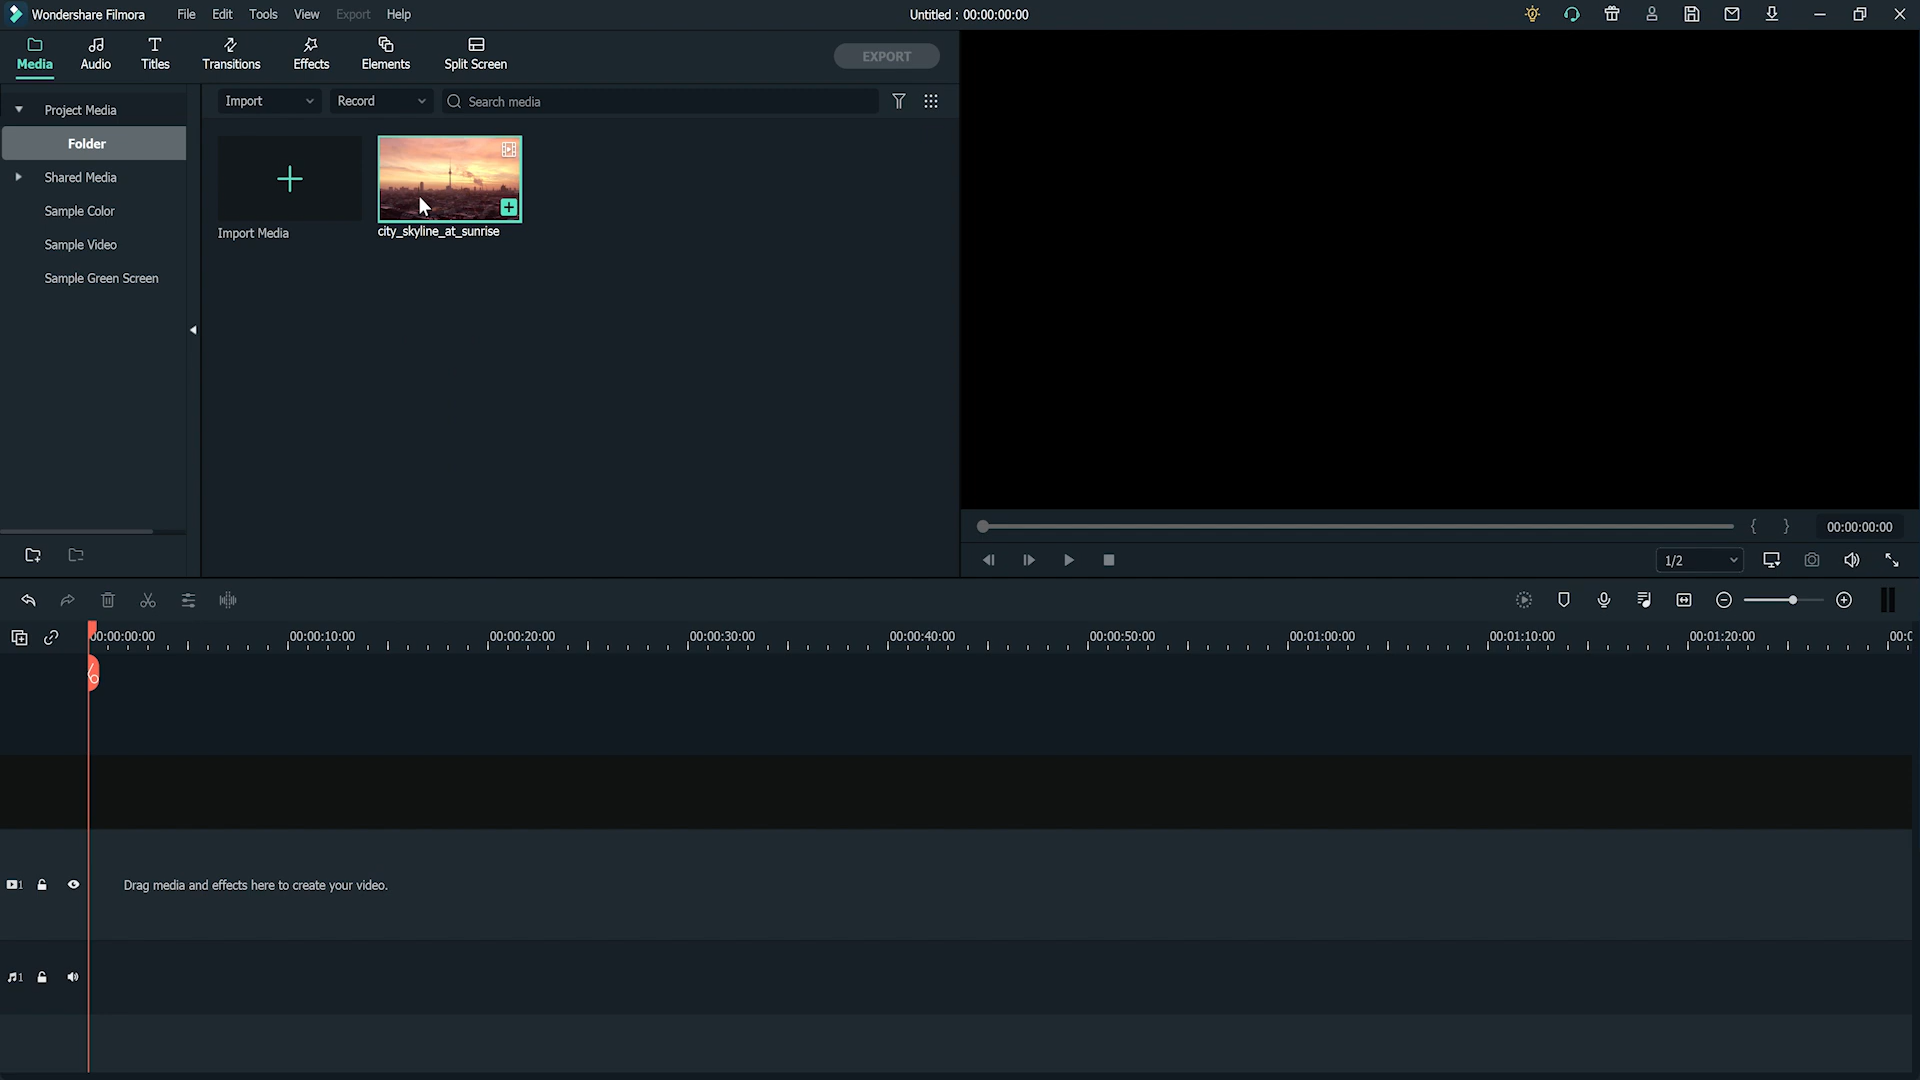 Wondershare Filmora File Edit Tools View Export Help Untitled : 00:00:00:00
Media Audio Titles Transitions Effects Elements Split Screen EXPORT
Project Media
Folder
Shared Media
Sample Color
Sample Video
Sample Green Screen
Import Record Search media
Import Media city_skyline_at_sunrise
{ } 00:00:00:00
1/2
00:00:00:00 00:00:10:00 00:00:20:00 00:00:30:00 00:00:40:00 00:00:50:00 00:01:00:00 00:01:10:00 00:01:20:00 00:0
1 Drag media and effects here to create your video.
1